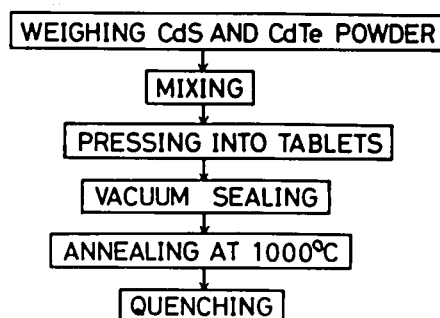 WEIGHING CdS AND CdTe POWDER
MIXING
PRESSING INTO TABLETS
VACUUM SEALING
ANNEALING AT 1000°C
QUENCHING